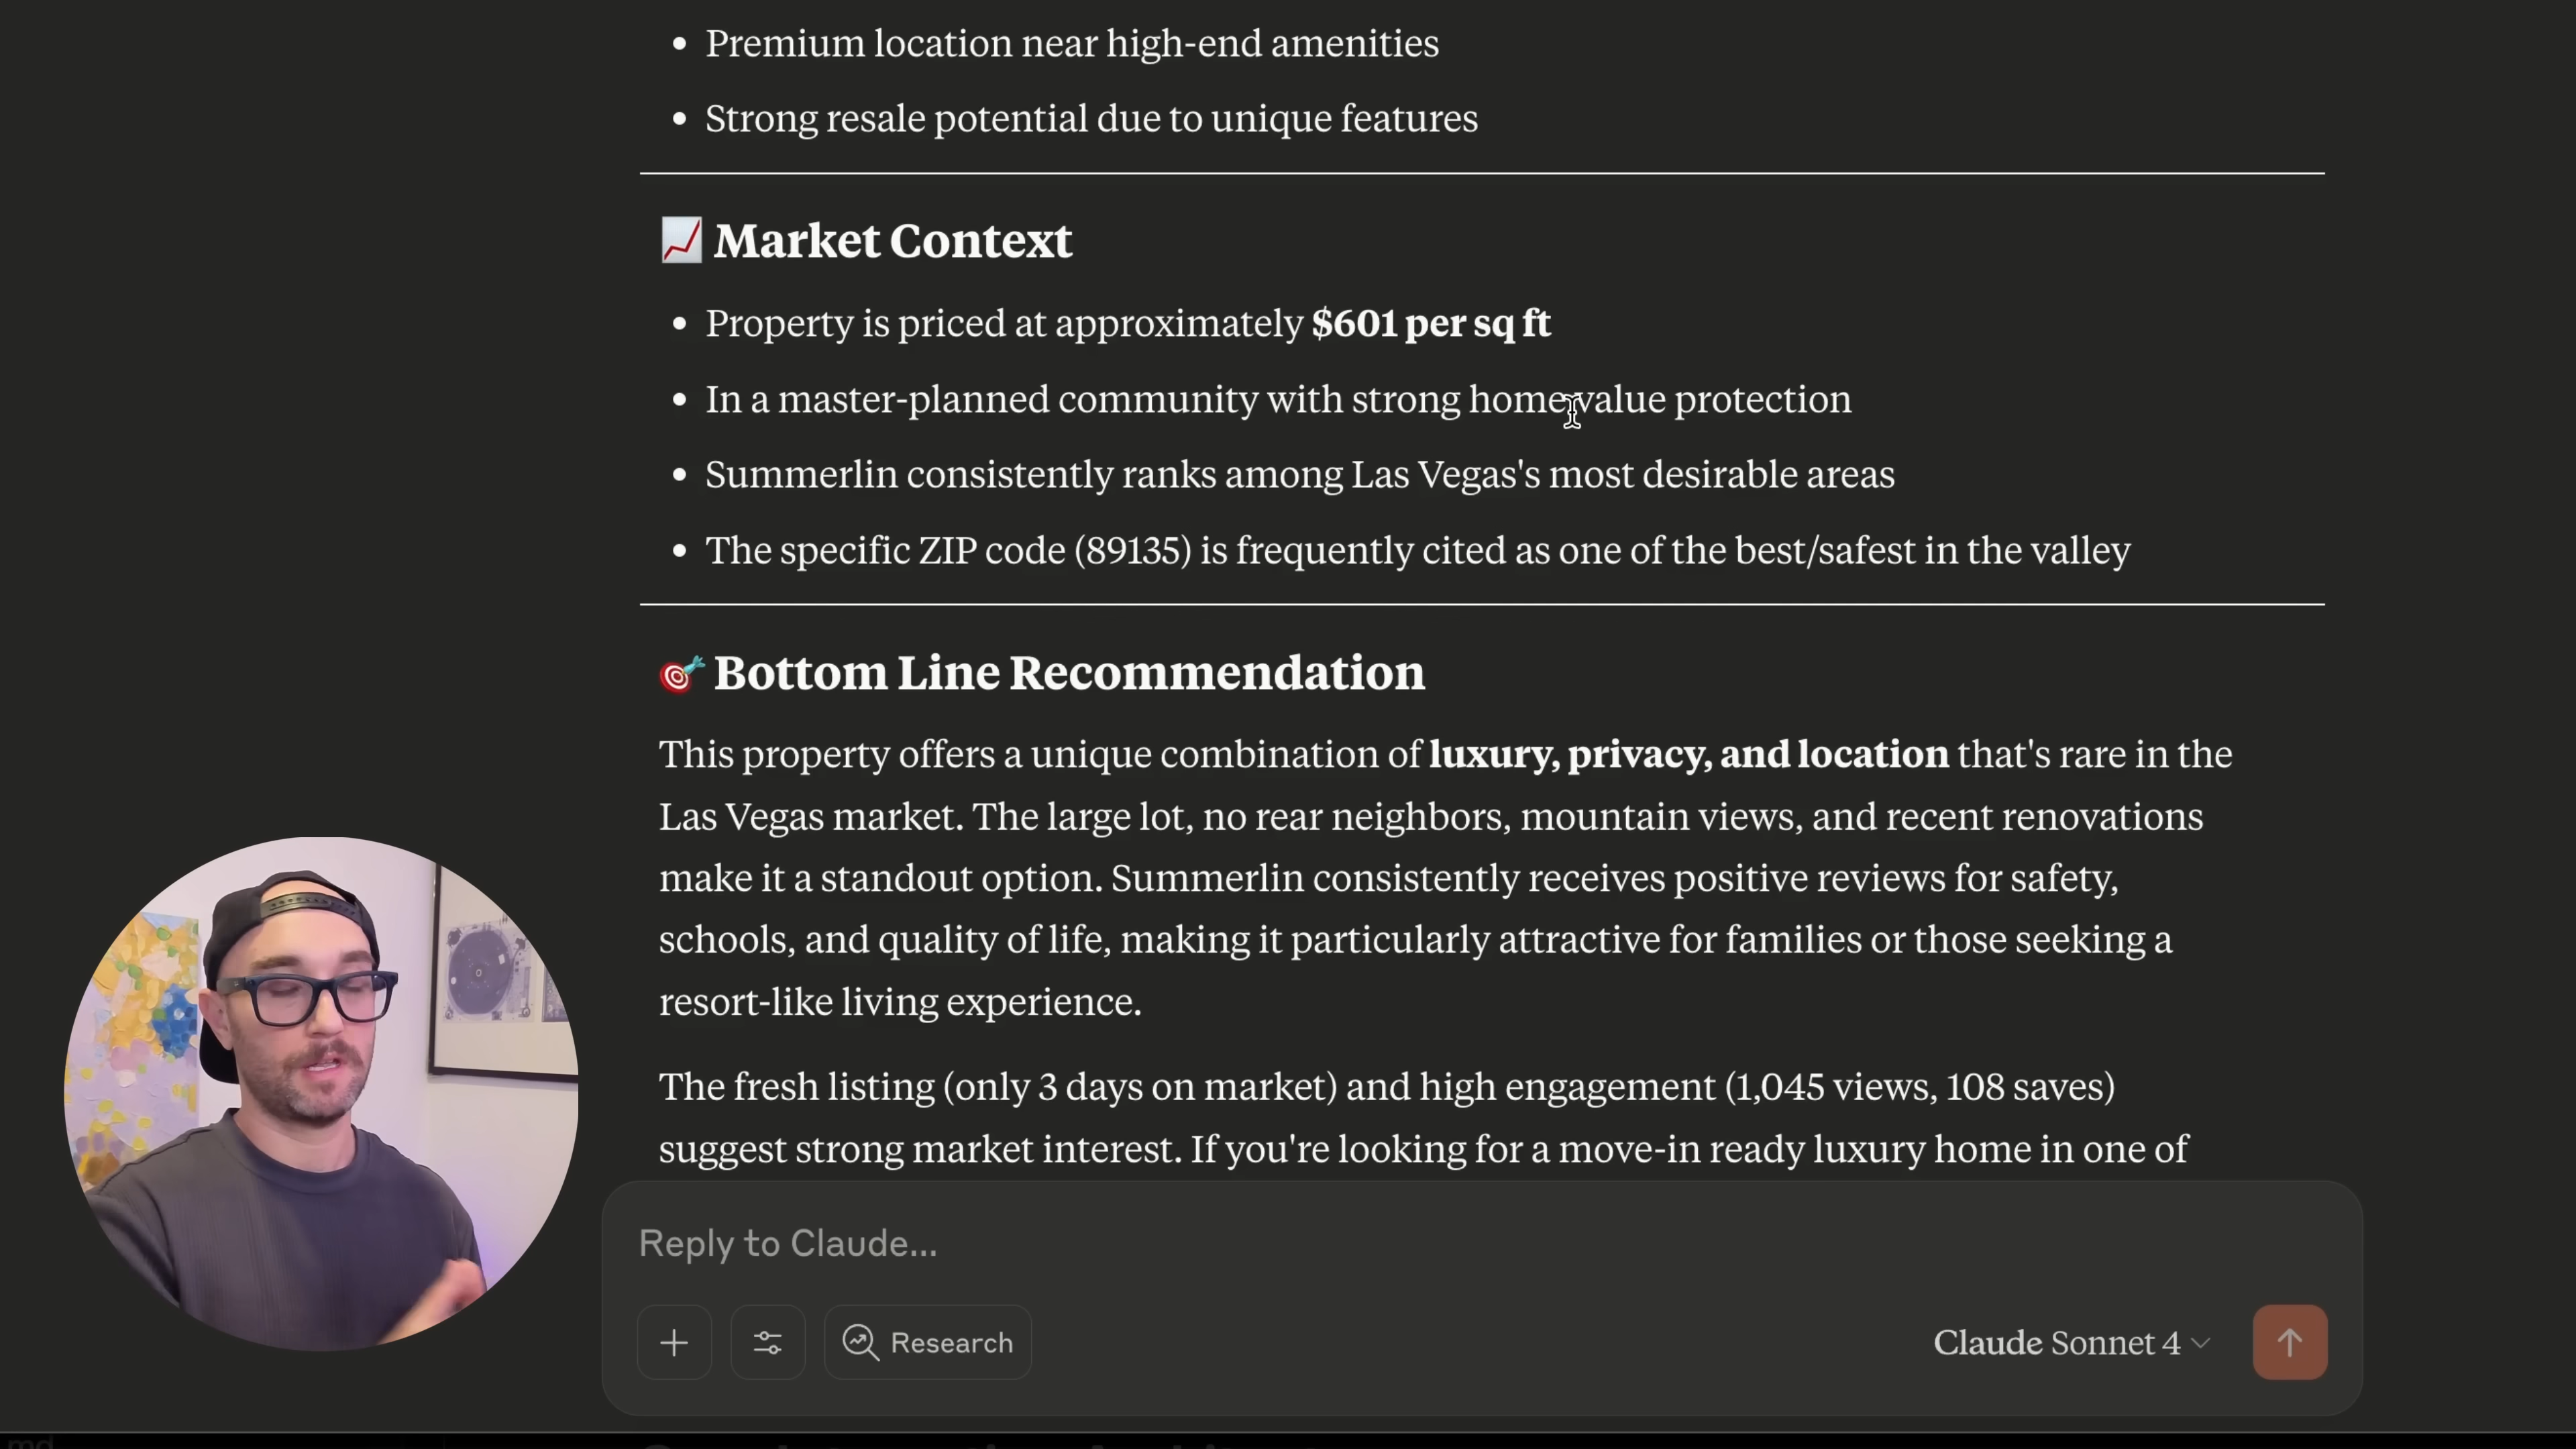 Premium location near high-end amenities
Strong resale potential due to unique features
Market Context
Property is priced at approximately $601 per sq ft
In a master-planned community with strong home value protection
Summerlin consistently ranks among Las Vegas's most desirable areas
The specific ZIP code (89135) is frequently cited as one of the best/safest in the valley
Bottom Line Recommendation
This property offers a unique combination of luxury, privacy, and location that's rare in the
Las Vegas market. The large lot, no rear neighbors, mountain views, and recent renovations
make it a standout option. Summerlin consistently receives positive reviews for safety,
schools, and quality of life, making it particularly attractive for families or those seeking a
resort-like living experience.
The fresh listing (only 3 days on market) and high engagement (1,045 views, 108 saves)
suggest strong market interest. If you're looking for a move-in ready luxury home in one of
Reply to Claude...
Research
Claude Sonnet 4